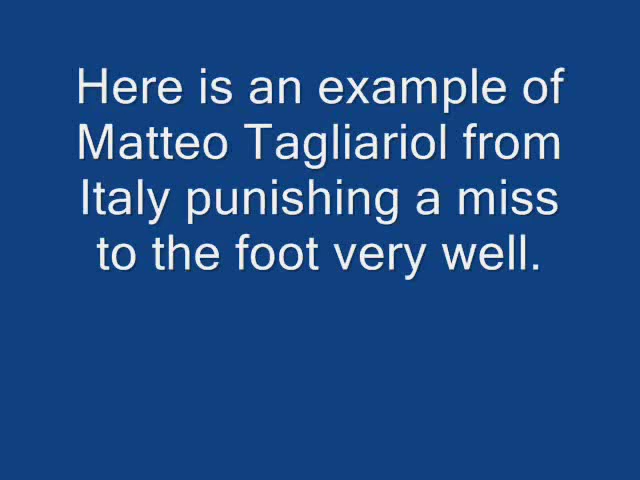 Here is an example of
Matteo Tagliariol from
Italy punishing a miss
to the foot very well.